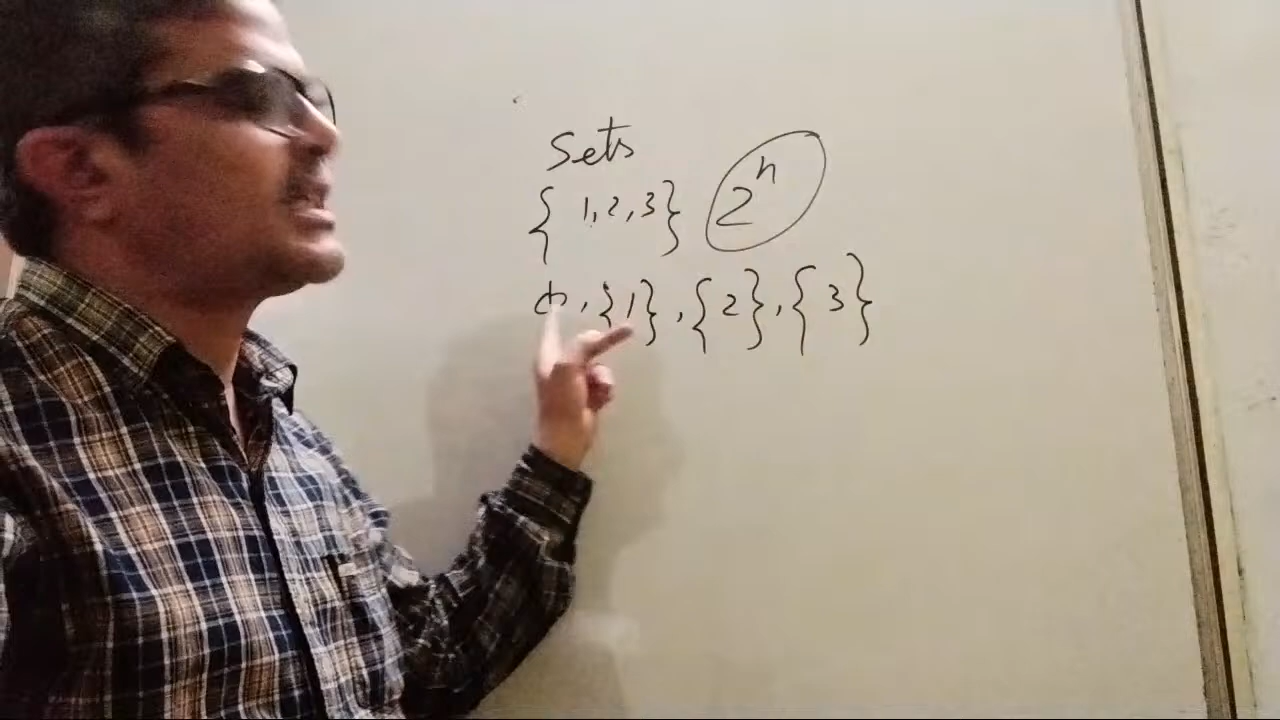 Sets
{ 1, 2, 3} 2ⁿ
ф, {1}, {2}, {3}